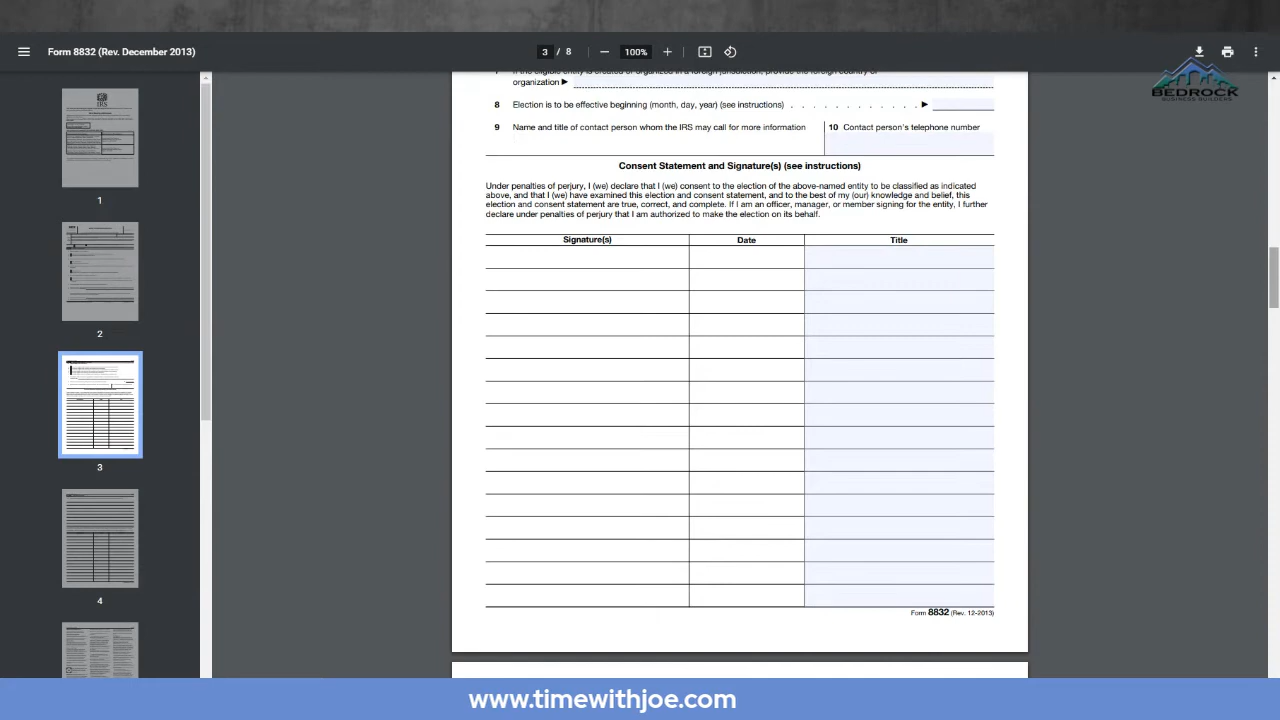 Form 8832 (Rev. December 2013)
3 / 8
100%
BEDROCK
BUSINESS BUILDERS
IRS
1
2
3
4
organization ▶
8 Election is to be effective beginning (month, day, year) (see instructions) . . . . . . . . . . . ▶
9 Name and title of contact person whom the IRS may call for more information
10 Contact person's telephone number
Consent Statement and Signature(s) (see instructions)
Under penalties of perjury, I (we) declare that I (we) consent to the election of the above-named entity to be classified as indicated
above, and that I (we) have examined this election and consent statement, and to the best of my (our) knowledge and belief, this
election and consent statement are true, correct, and complete. If I am an officer, manager, or member signing for the entity, I further
declare under penalties of perjury that I am authorized to make the election on its behalf.
Signature(s) Date Title
Form 8832 (Rev. 12-2013)
www.timewithjoe.com